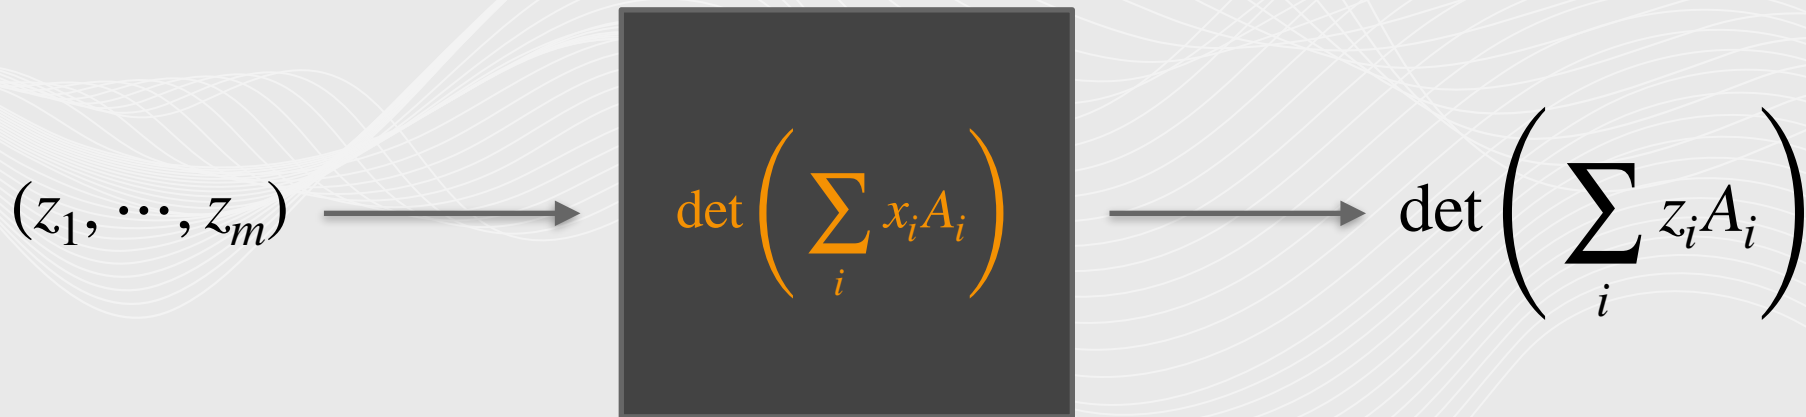 (z₁, ⋯, zₘ)
det (∑ᵢ xᵢAᵢ)
det (∑ᵢ zᵢAᵢ)